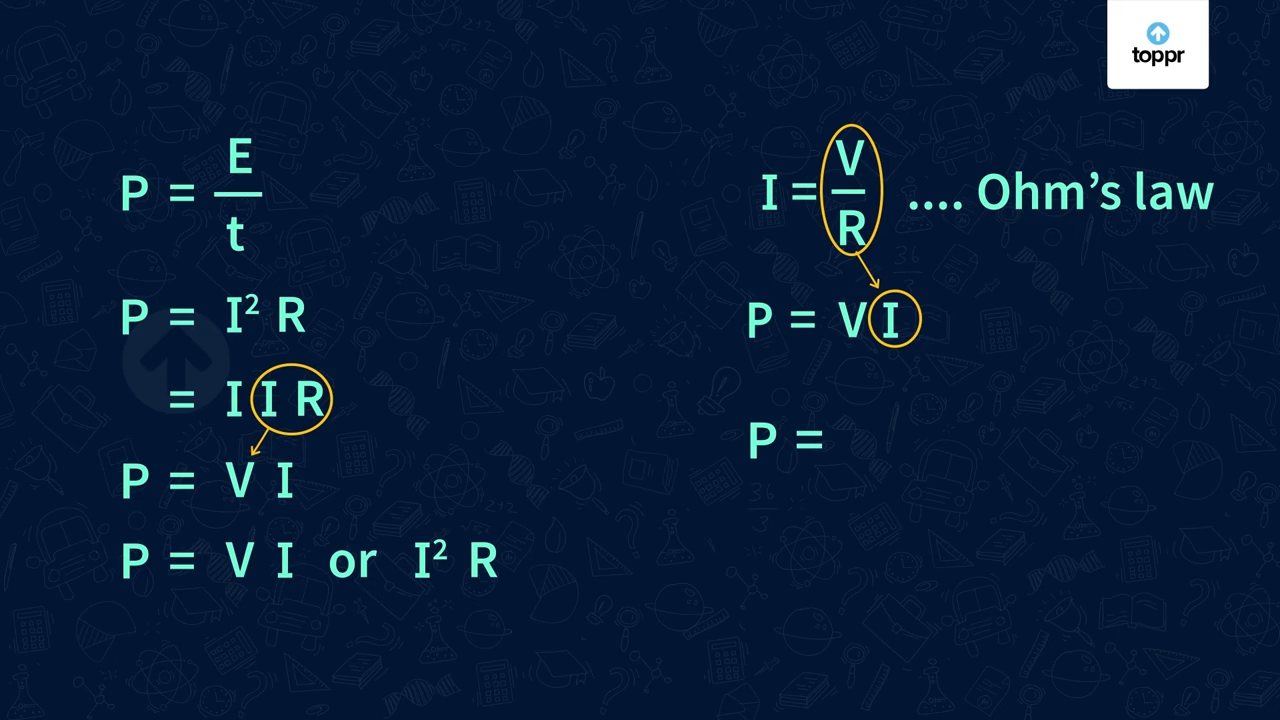 toppr
P = E/t
P = I² R
= I I R
P = V I
P = V I or I² R
I = V/R .... Ohm’s law
P = V I
P =